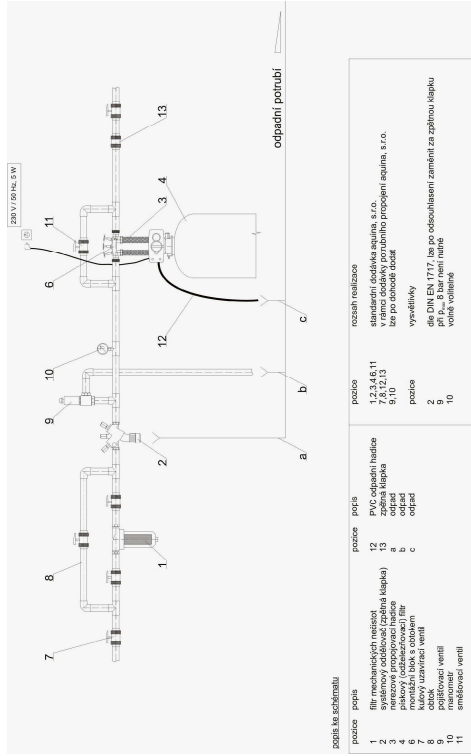 230 V / 50 Hz, 5 W
odpadní potrubí
7
8
1
2
9
10
a
b
12
6
11
c
3
4
13
popis ke schématu
pozice popis
1 filtr mechanických nečistot
2 systémový oddělovač (zpětná klapka)
3 nerezové propojovací hadice
4 pískový (odželezňovací) filtr
6 montážní blok s obtokem
7 kulový uzavírací ventil
8 obtok
9 pojišťovací ventil
10 manometr
11 směšovací ventil
pozice popis
12 PVC odpadní hadice
13 zpětná klapka
a odpad
b odpad
c odpad
pozice rozsah realizace
1,2,3,4,6,11 standardní dodávka aquina, s.r.o.
7,8,12,13 v rámci dodávky potrubního propojení aquina, s.r.o.
9,10 lze po dohodě dodat
pozice vysvětlivky
2 dle DIN EN 1717, lze po odsouhlasení zaměnit za zpětnou klapku
9 při pmax 8 bar není nutné
10 volně volitelné